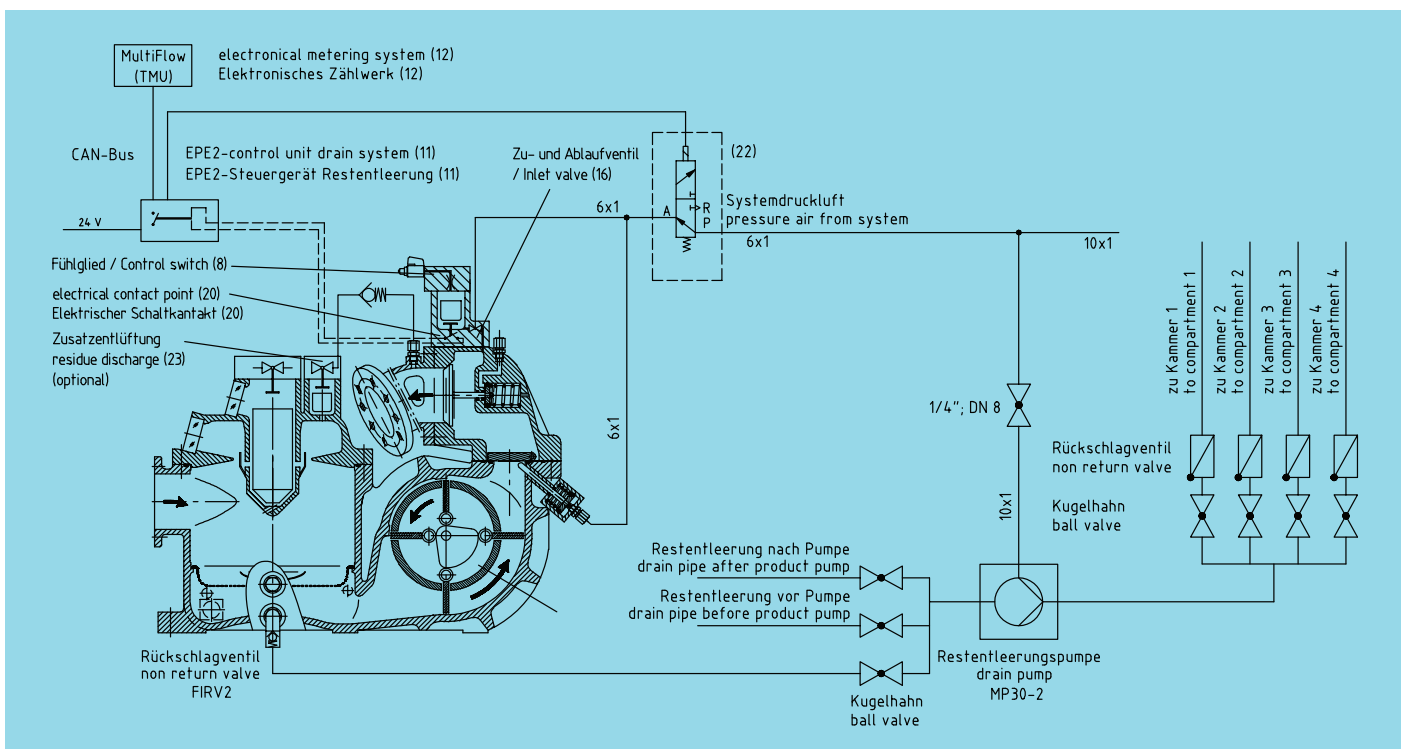 MultiFlow
(TMU)
electronical metering system (12)
Elektronisches Zählwerk (12)
CAN-Bus
EPE2-control unit drain system (11)
EPE2-Steuergerät Restentleerung (11)
Zu- und Ablaufventil
/ Inlet valve (16)
(22)
24 V
6x1
A
R
P
Systemdruckluft
pressure air from system
6x1
10x1
Fühlglied / Control switch (8)
electrical contact point (20)
Elektrischer Schaltkantakt (20)
Zusatzentlüftung
residue discharge (23)
(optional)
6x1
1/4"; DN 8
10x1
zu Kammer 1
to compartment 1
zu Kammer 2
to compartment 2
zu Kammer 3
to compartment 3
zu Kammer 4
to compartment 4
Rückschlagventil
non return valve
Kugelhahn
ball valve
Restentleerung nach Pumpe
drain pipe after product pump
Restentleerung vor Pumpe
drain pipe before product pump
Rückschlagventil
non return valve
FIRV2
Kugelhahn
ball valve
Restentleerungspumpe
drain pump
MP30-2